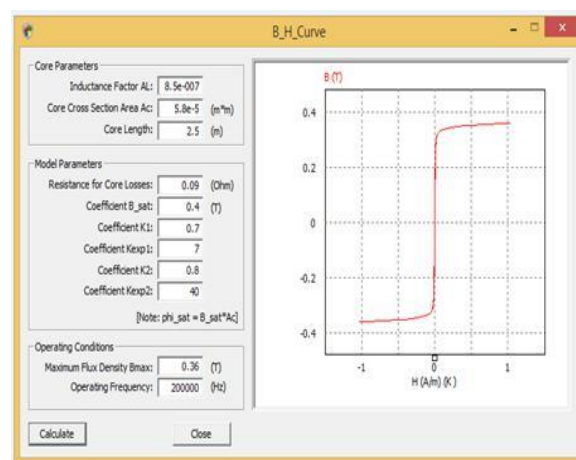 B_H_Curve
Core Parameters
Inductance Factor AL: 8.5e-007
Core Cross Section Area Ac: 5.8e-5 (m*m)
Core Length: 2.5 (m)
Model Parameters
Resistance for Core Losses: 0.09 (Ohm)
Coefficient B_sat: 0.4 (T)
Coefficient K1: 0.7
Coefficient Kexp1: 7
Coefficient K2: 0.8
Coefficient Kexp2: 40
[Note: phi_sat = B_sat*Ac]
Operating Conditions
Maximum Flux Density Bmax: 0.36 (T)
Operating Frequency: 200000 (Hz)
Calculate Close
B (T)
0.4
0.2
0
-0.2
-0.4
-1 0 1
H (A/m) (K)